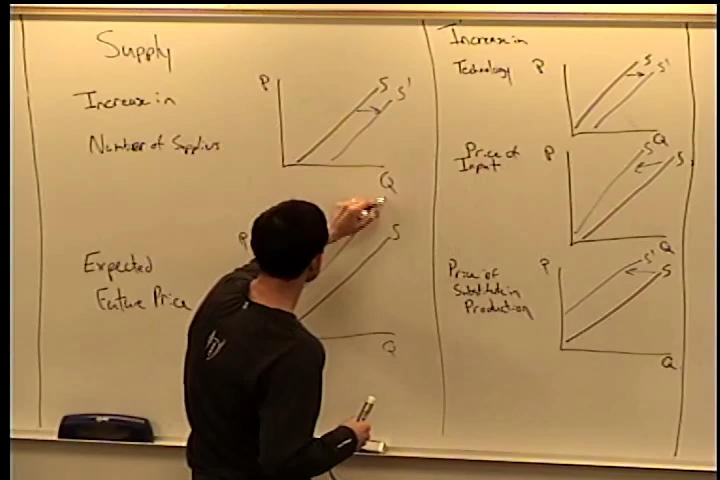 Supply
Increase in
Number of Suppliers
P
S
S'
Q
Expected
Future Price
P
S
Q
Increase in
Technology
P
S
S'
Q
Price of
Input
P
S'
S
Q
Price of
Substitute in
Production
P
S'
S
Q